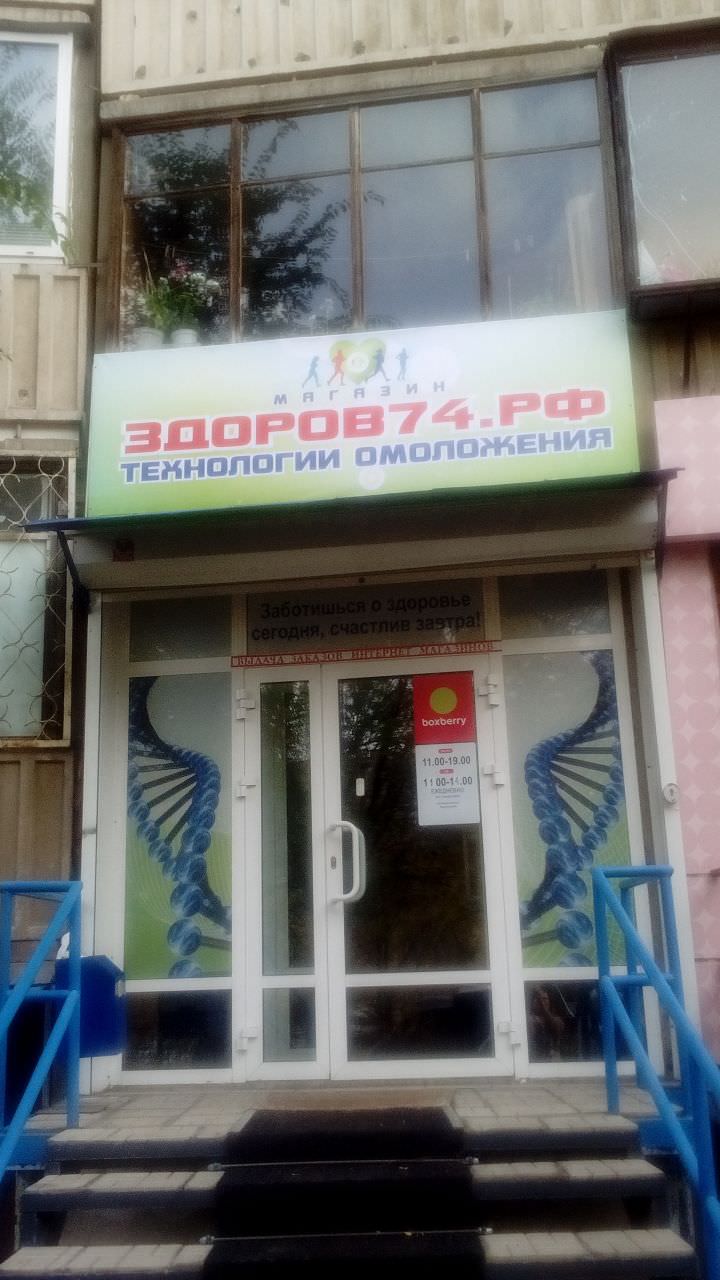 МАГАЗИН
ЗДОРОВ74.РФ
ТЕХНОЛОГИИ ОМОЛОЖЕНИЯ
Заботишься о здоровье
сегодня, счастлив завтра!
ВЫДАЧА ЗАКАЗОВ ИНТЕРНЕТ МАГАЗИНОВ
boxberry
11.00-19.00
11.00-14.00
ЕЖЕДНЕВНО